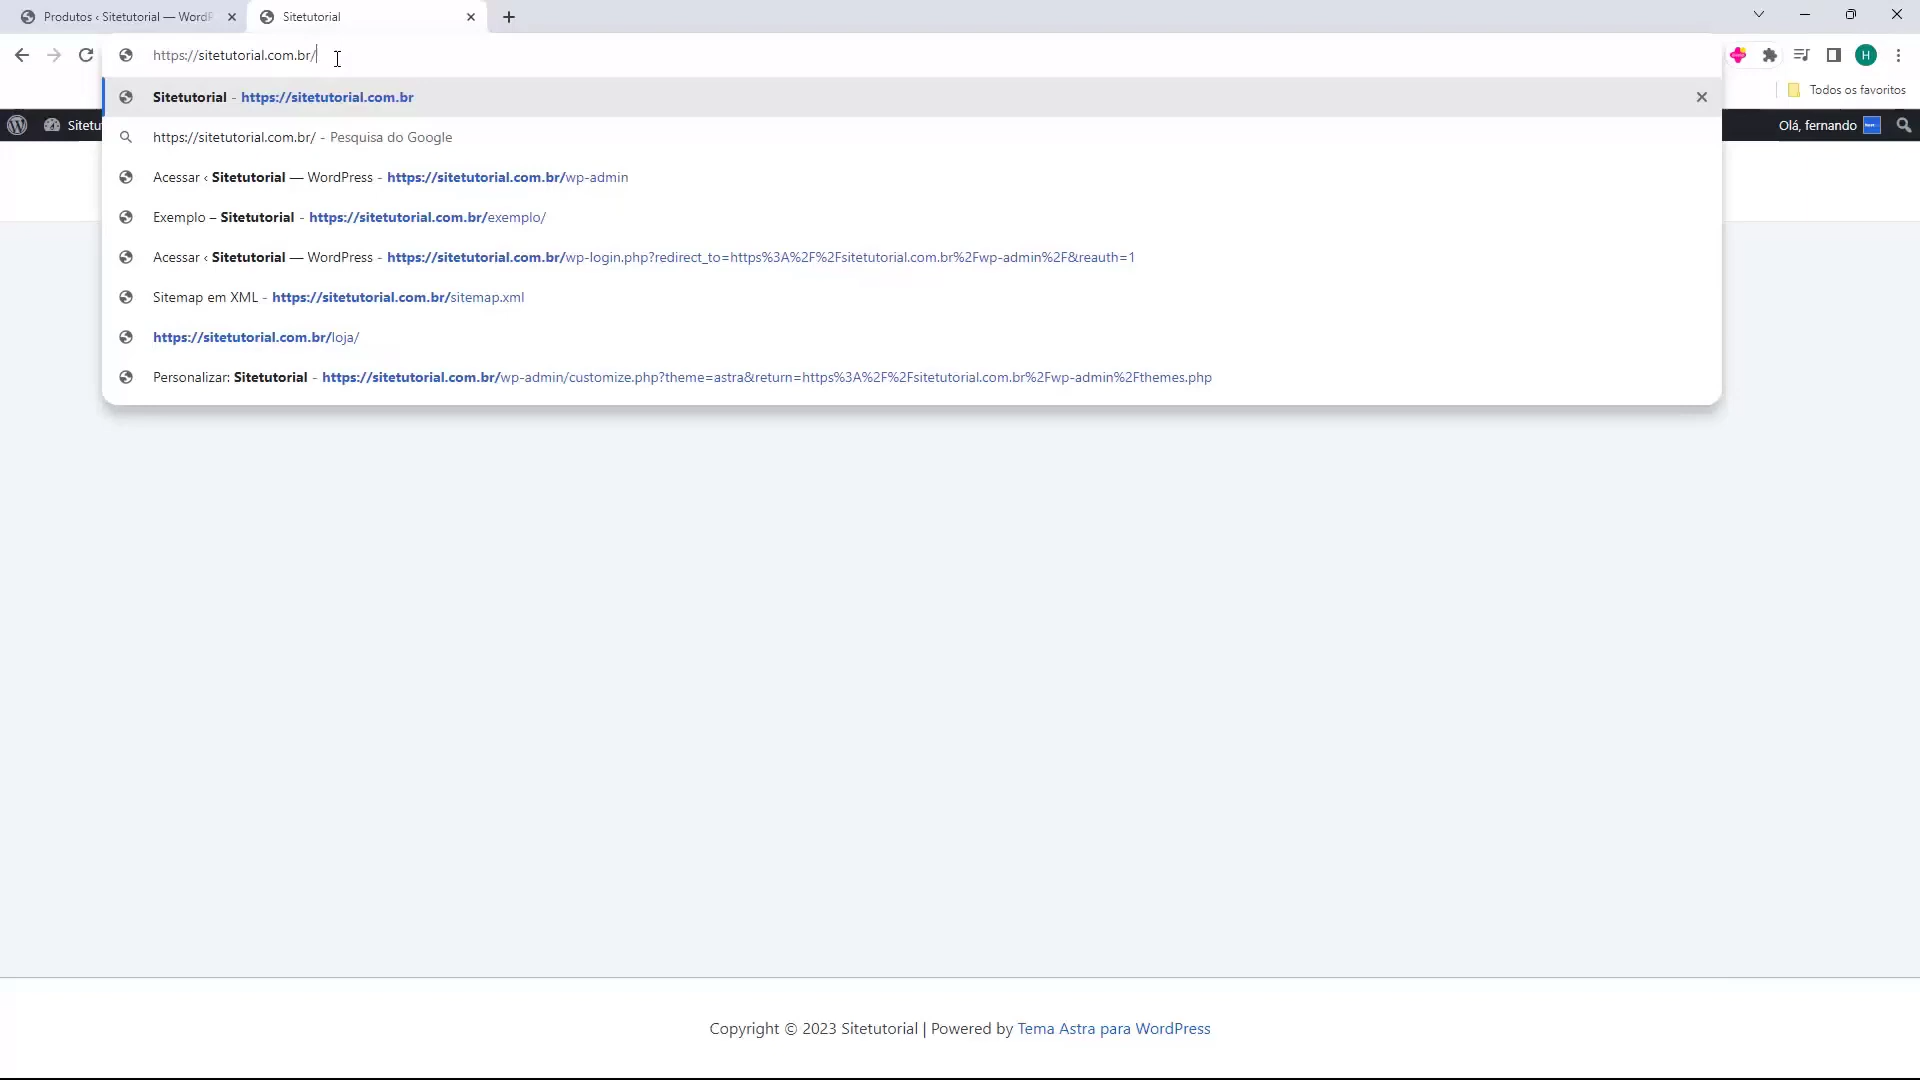 Produtos ‹ Sitetutorial — WordP
Sitetutorial
https://sitetutorial.com.br/
H
Todos os favoritos
Sitetutorial - https://sitetutorial.com.br
https://sitetutorial.com.br/ - Pesquisa do Google
Sitetu
Olá, fernando
Acessar ‹ Sitetutorial — WordPress - https://sitetutorial.com.br/wp-admin
Exemplo – Sitetutorial - https://sitetutorial.com.br/exemplo/
Acessar ‹ Sitetutorial — WordPress - https://sitetutorial.com.br/wp-login.php?redirect_to=https%3A%2F%2Fsitetutorial.com.br%2Fwp-admin%2F&reauth=1
Sitemap em XML - https://sitetutorial.com.br/sitemap.xml
https://sitetutorial.com.br/loja/
Personalizar: Sitetutorial - https://sitetutorial.com.br/wp-admin/customize.php?theme=astra&return=https%3A%2F%2Fsitetutorial.com.br%2Fwp-admin%2Fthemes.php
Copyright © 2023 Sitetutorial | Powered by Tema Astra para WordPress